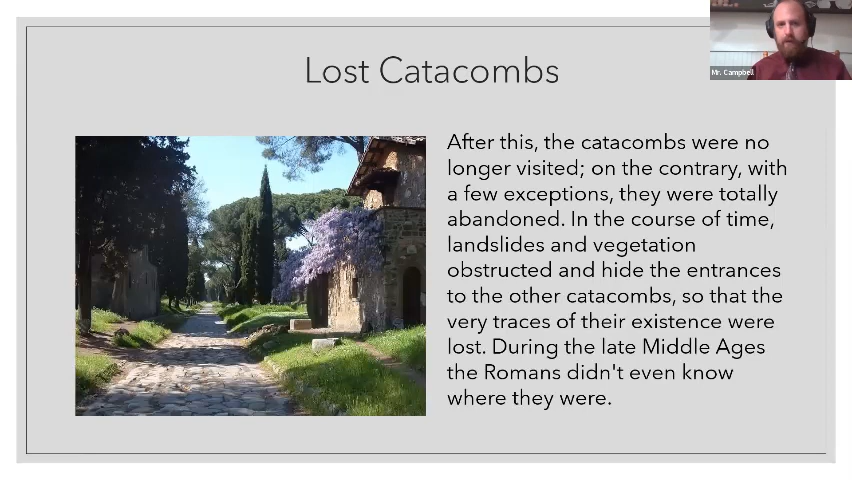 Lost Catacombs
Mr. Campbell
After this, the catacombs were no
longer visited; on the contrary, with
a few exceptions, they were totally
abandoned. In the course of time,
landslides and vegetation
obstructed and hide the entrances
to the other catacombs, so that the
very traces of their existence were
lost. During the late Middle Ages
the Romans didn't even know
where they were.